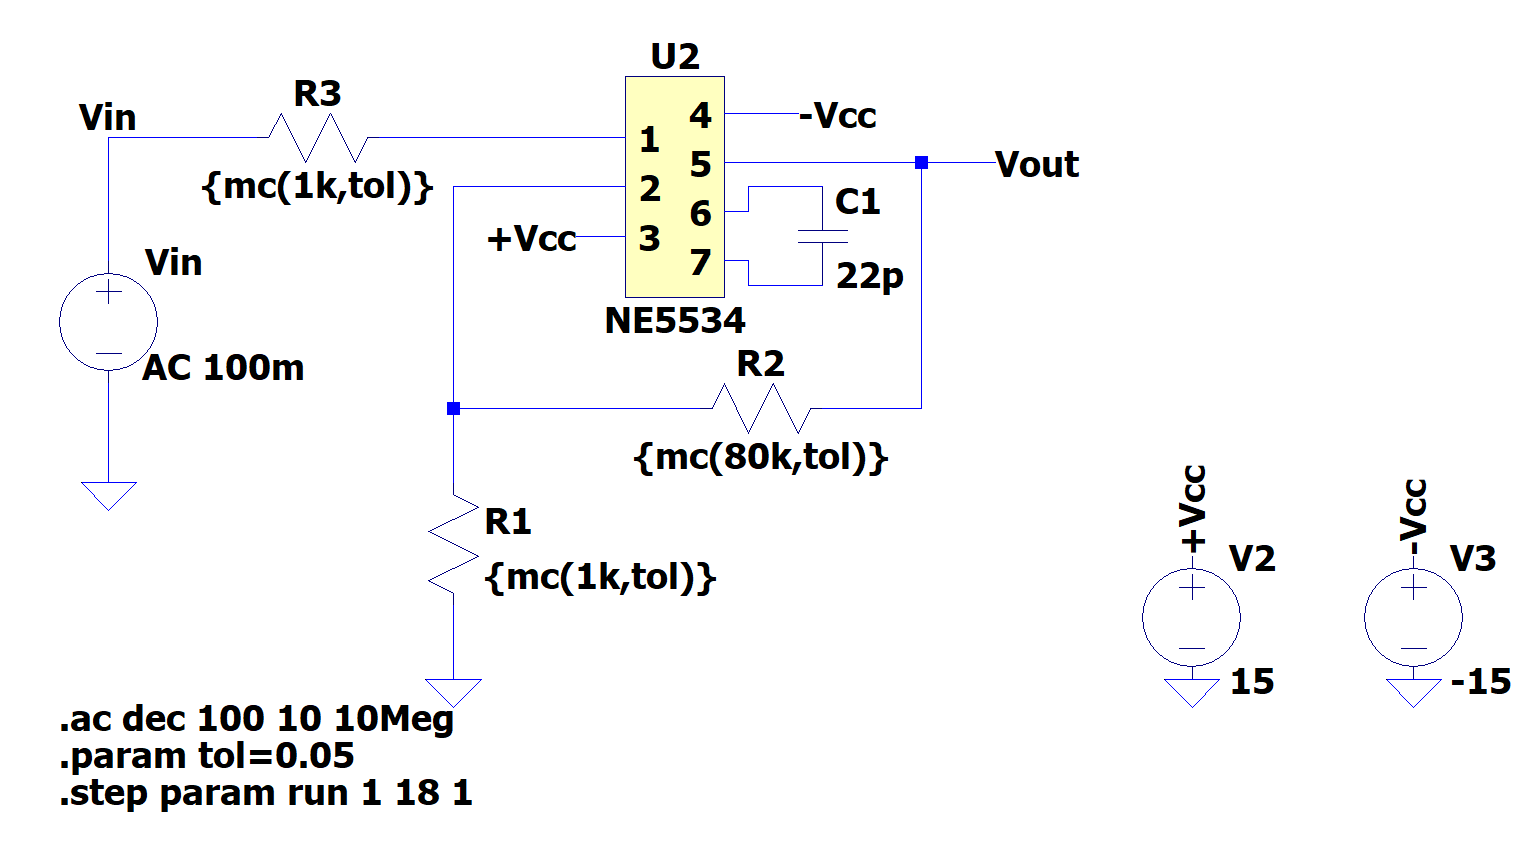 U2
R3
Vin
4
-Vcc
1
5
Vout
{mc(1k,tol)}
2
C1
6
+Vcc
3
Vin
7
22p
NE5534
AC 100m
R2
{mc(80k,tol)}
+Vcc
-Vcc
R1
V2
V3
{mc(1k,tol)}
15
-15
.ac dec 100 10 10Meg
.param tol=0.05
.step param run 1 18 1